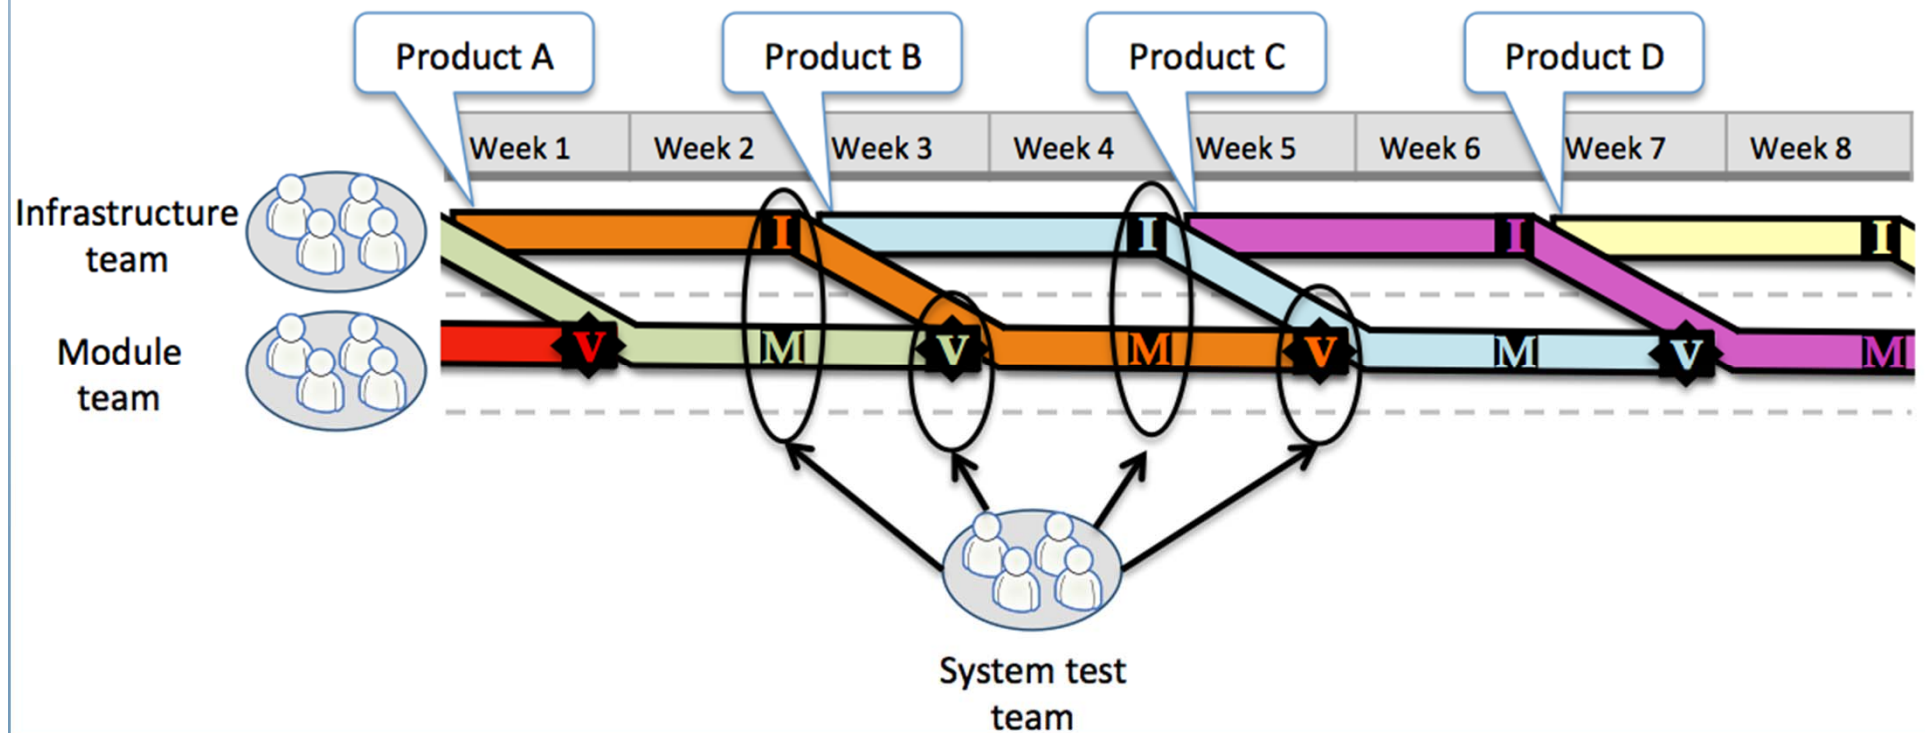 Product A
Product B
Product C
Product D
Week 1
Week 2
Week 3
Week 4
Week 5
Week 6
Week 7
Week 8
Infrastructure
team
I
I
I
I
Module
team
V
M
V
M
V
M
V
M
System test
team